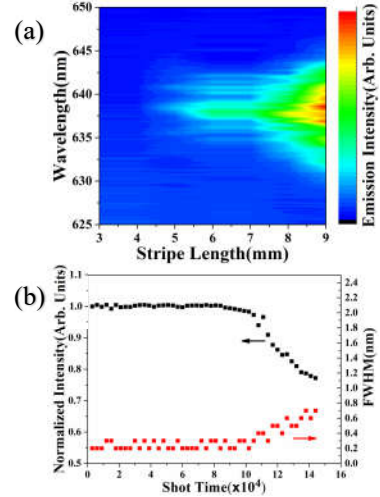 (a)
650
645
640
635
630
625
Wavelength(nm)
3 4 5 6 7 8 9
Stripe Length(mm)
Emission Intensity(Arb. Units)
(b)
1.1
1.0
0.9
0.8
0.7
0.6
0.5
Normalized Intensity(Arb. Units)
2.4
2.2
2.0
1.8
1.6
1.4
1.2
1.0
0.8
0.6
0.4
0.2
0.0
FWHM(nm)
0 2 4 6 8 10 12 14 16
Shot Time(×10⁴)